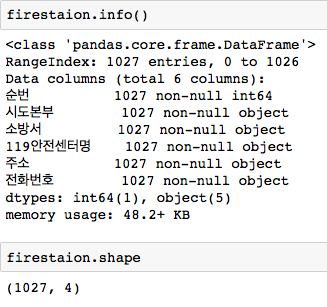 firestaion.info()
<class 'pandas.core.frame.DataFrame'>
RangeIndex: 1027 entries, 0 to 1026
Data columns (total 6 columns):
순번 1027 non-null int64
시도본부 1027 non-null object
소방서 1027 non-null object
119안전센터명 1027 non-null object
주소 1027 non-null object
전화번호 1027 non-null object
dtypes: int64(1), object(5)
memory usage: 48.2+ KB
firestaion.shape
(1027, 4)